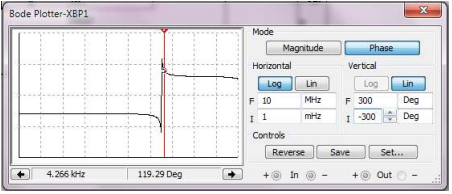 Bode Plotter-XBP1
Mode
Magnitude Phase
Horizontal Vertical
Log Lin Log Lin
F 10 MHz F 300 Deg
I 1 mHz I -300 Deg
Controls
Reverse Save Set...
4.266 kHz 119.29 Deg
+ In - + Out -